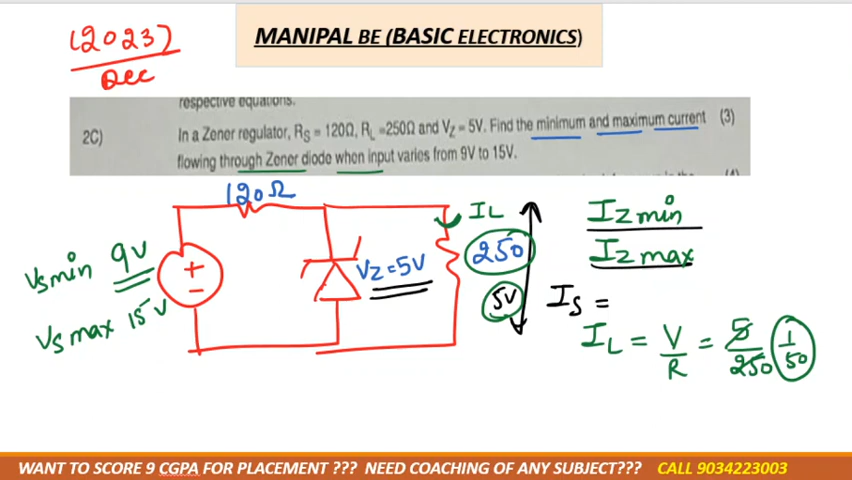 (2023)
Dec
MANIPAL BE (BASIC ELECTRONICS)
respective equations.
2C)
In a Zener regulator, RS = 120Ω, RL =250Ω and VZ = 5V. Find the minimum and maximum current (3)
flowing through Zener diode when input varies from 9V to 15V.
120Ω
IL
IZ min
IZ max
Vs min 9V
+
−
VZ = 5V
250
5V
IS =
Vs max 15V
IL = V/R = 5/250 1/50
WANT TO SCORE 9 CGPA FOR PLACEMENT ??? NEED COACHING OF ANY SUBJECT??? CALL 9034223003